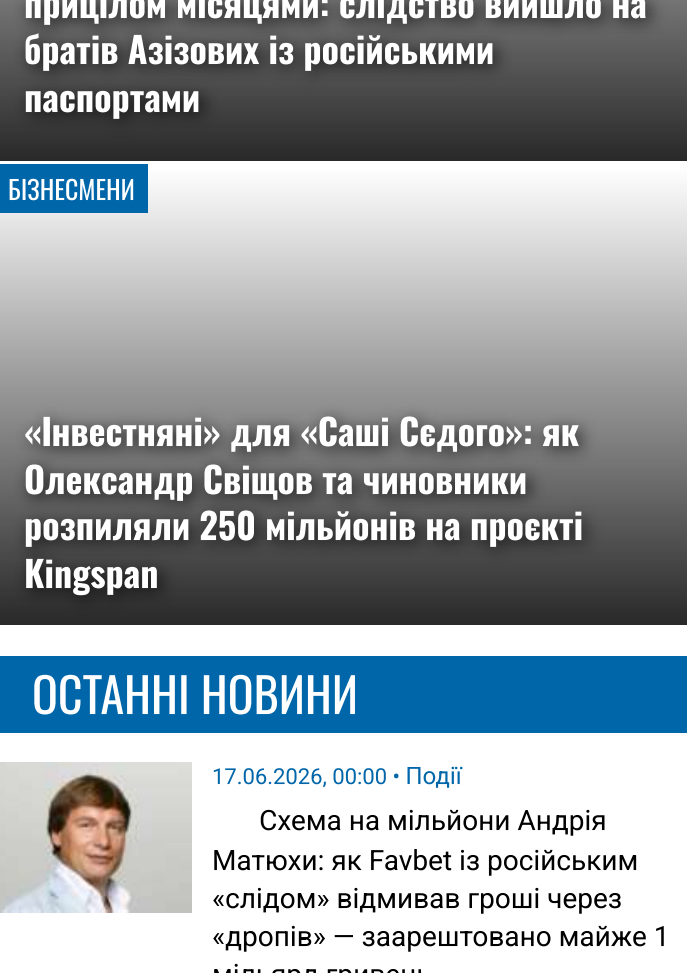 прицілом місяцями: слідство вийшло на
братів Азізових із російськими
паспортами
БІЗНЕСМЕНИ
«Інвестняні» для «Саші Сєдого»: як
Олександр Свіщов та чиновники
розпиляли 250 мільйонів на проєкті
Kingspan
ОСТАННІ НОВИНИ
17.06.2026, 00:00 • Події
Схема на мільйони Андрія
Матюхи: як Favbet із російським
«слідом» відмивав гроші через
«дропів» — заарештовано майже 1
мільярд гривень